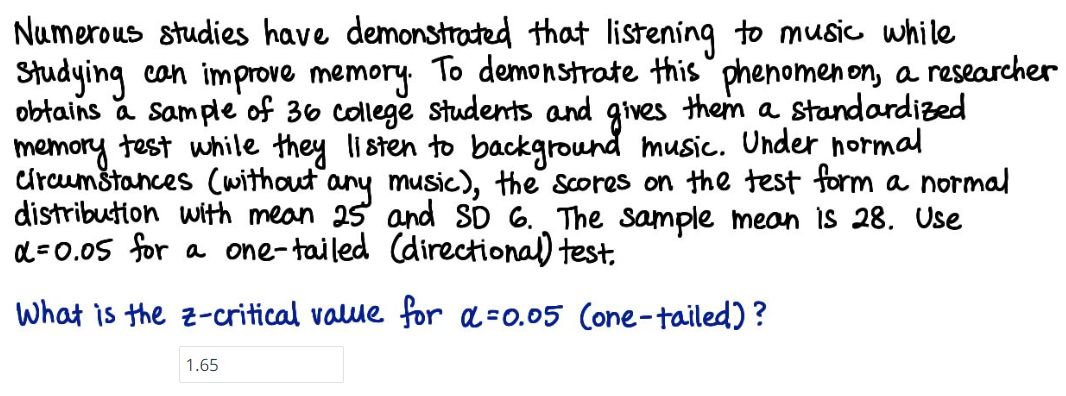 Numerous studies have demonstrated that listening to music while
Studying can improve memory. To demonstrate this phenomenon, a researcher
obtains a sample of 36 college students and gives them a standardized
memory test while they listen to background music. Under normal
circumstances (without any music), the scores on the test form a normal
distribution with mean 25 and SD 6. The sample mean is 28. Use
α=0.05 for a one-tailed (directional) test.
What is the z-critical value for α=0.05 (one-tailed)?
1.65